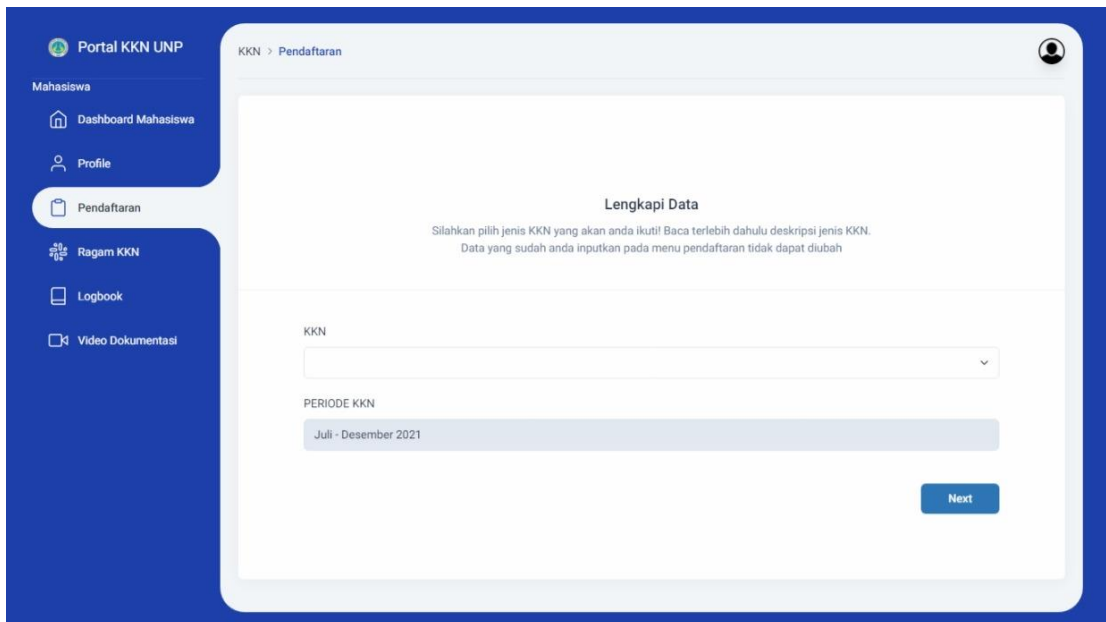 Portal KKN UNP
Mahasiswa
Dashboard Mahasiswa
Profile
Pendaftaran
Ragam KKN
Logbook
Video Dokumentasi
KKN > Pendaftaran
Lengkapi Data
Silahkan pilih jenis KKN yang akan anda ikuti! Baca terlebih dahulu deskripsi jenis KKN.
Data yang sudah anda inputkan pada menu pendaftaran tidak dapat diubah
KKN
PERIODE KKN
Juli - Desember 2021
Next